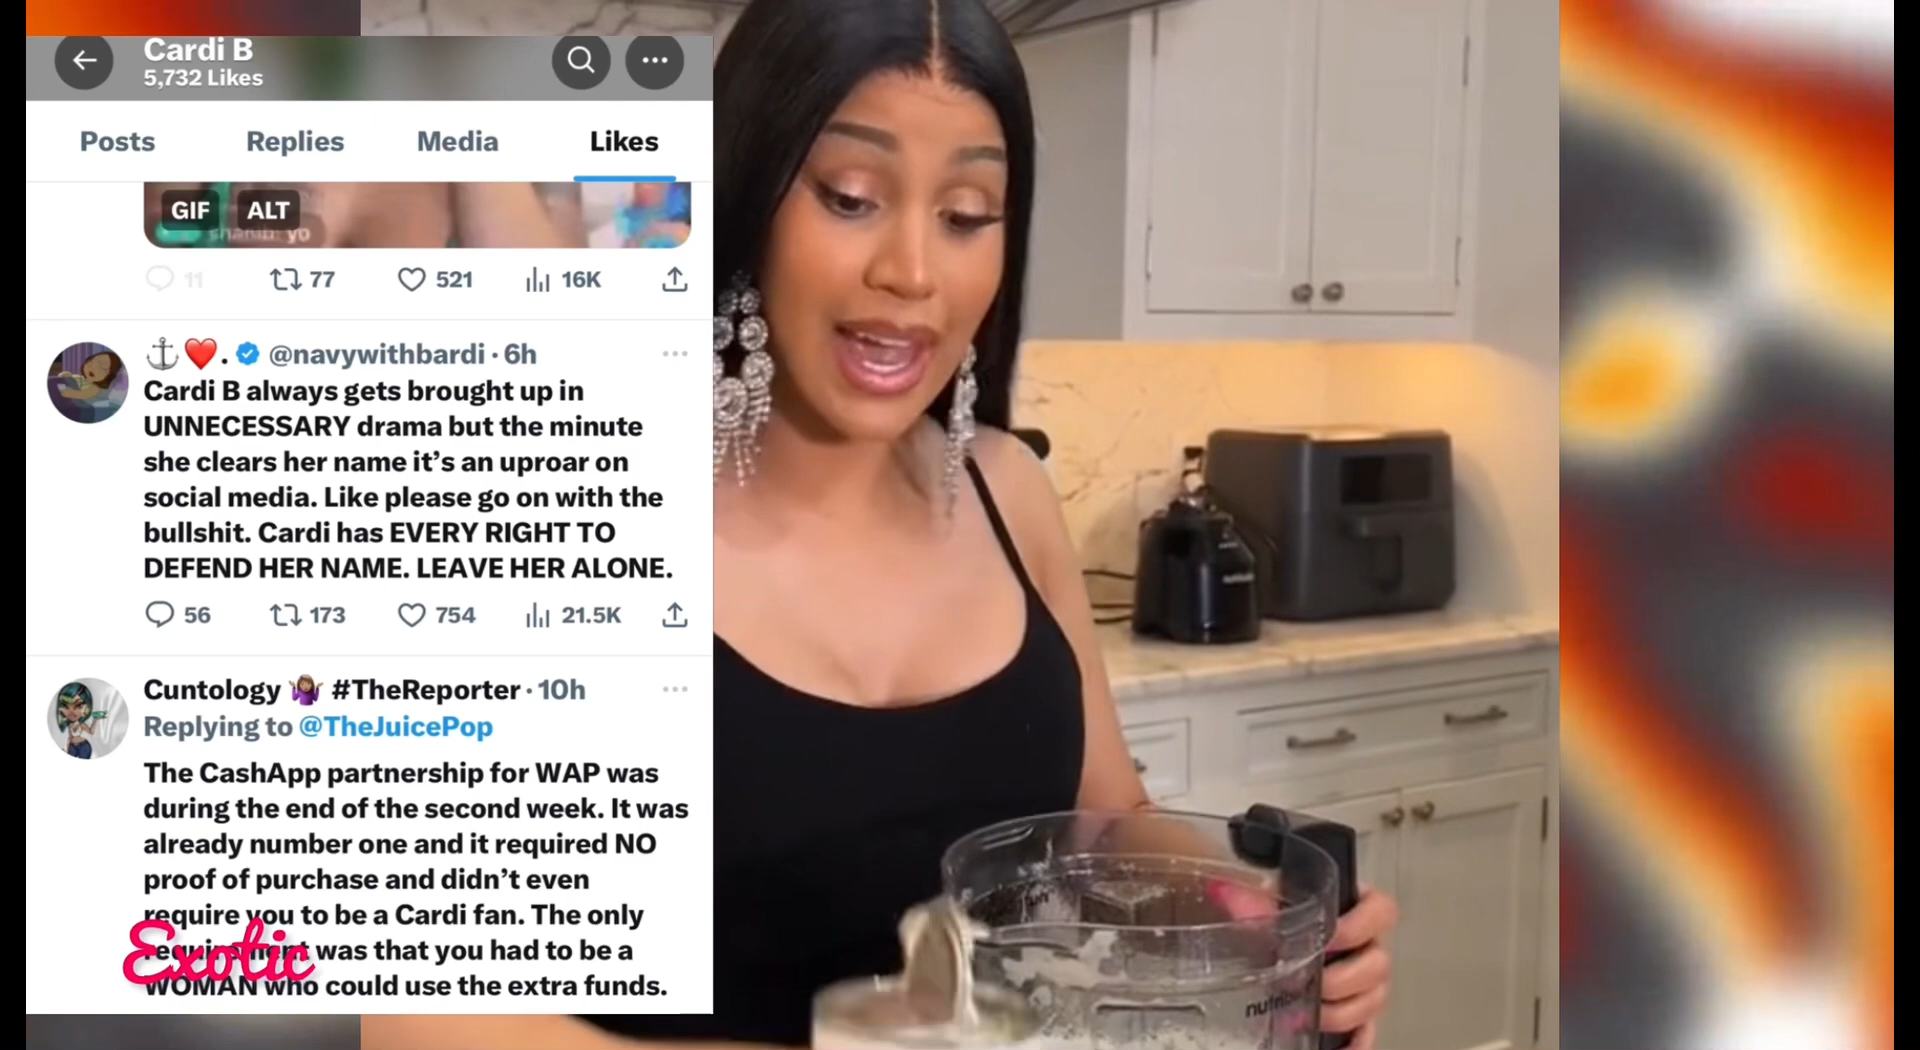 Cardi B
5,732 Likes
Posts Replies Media Likes
GIF ALT
11 77 521 16K
⚓❤️. @navywithbardi · 6h
Cardi B always gets brought up in
UNNECESSARY drama but the minute
she clears her name it's an uproar on
social media. Like please go on with the
bullshit. Cardi has EVERY RIGHT TO
DEFEND HER NAME. LEAVE HER ALONE.
56 173 754 21.5K
Cuntology 🤷🏽‍♀️ #TheReporter · 10h
Replying to @TheJuicePop
The CashApp partnership for WAP was
during the end of the second week. It was
already number one and it required NO
proof of purchase and didn't even
require you to be a Cardi fan. The only
requirement was that you had to be a
WOMAN who could use the extra funds.
Exotic